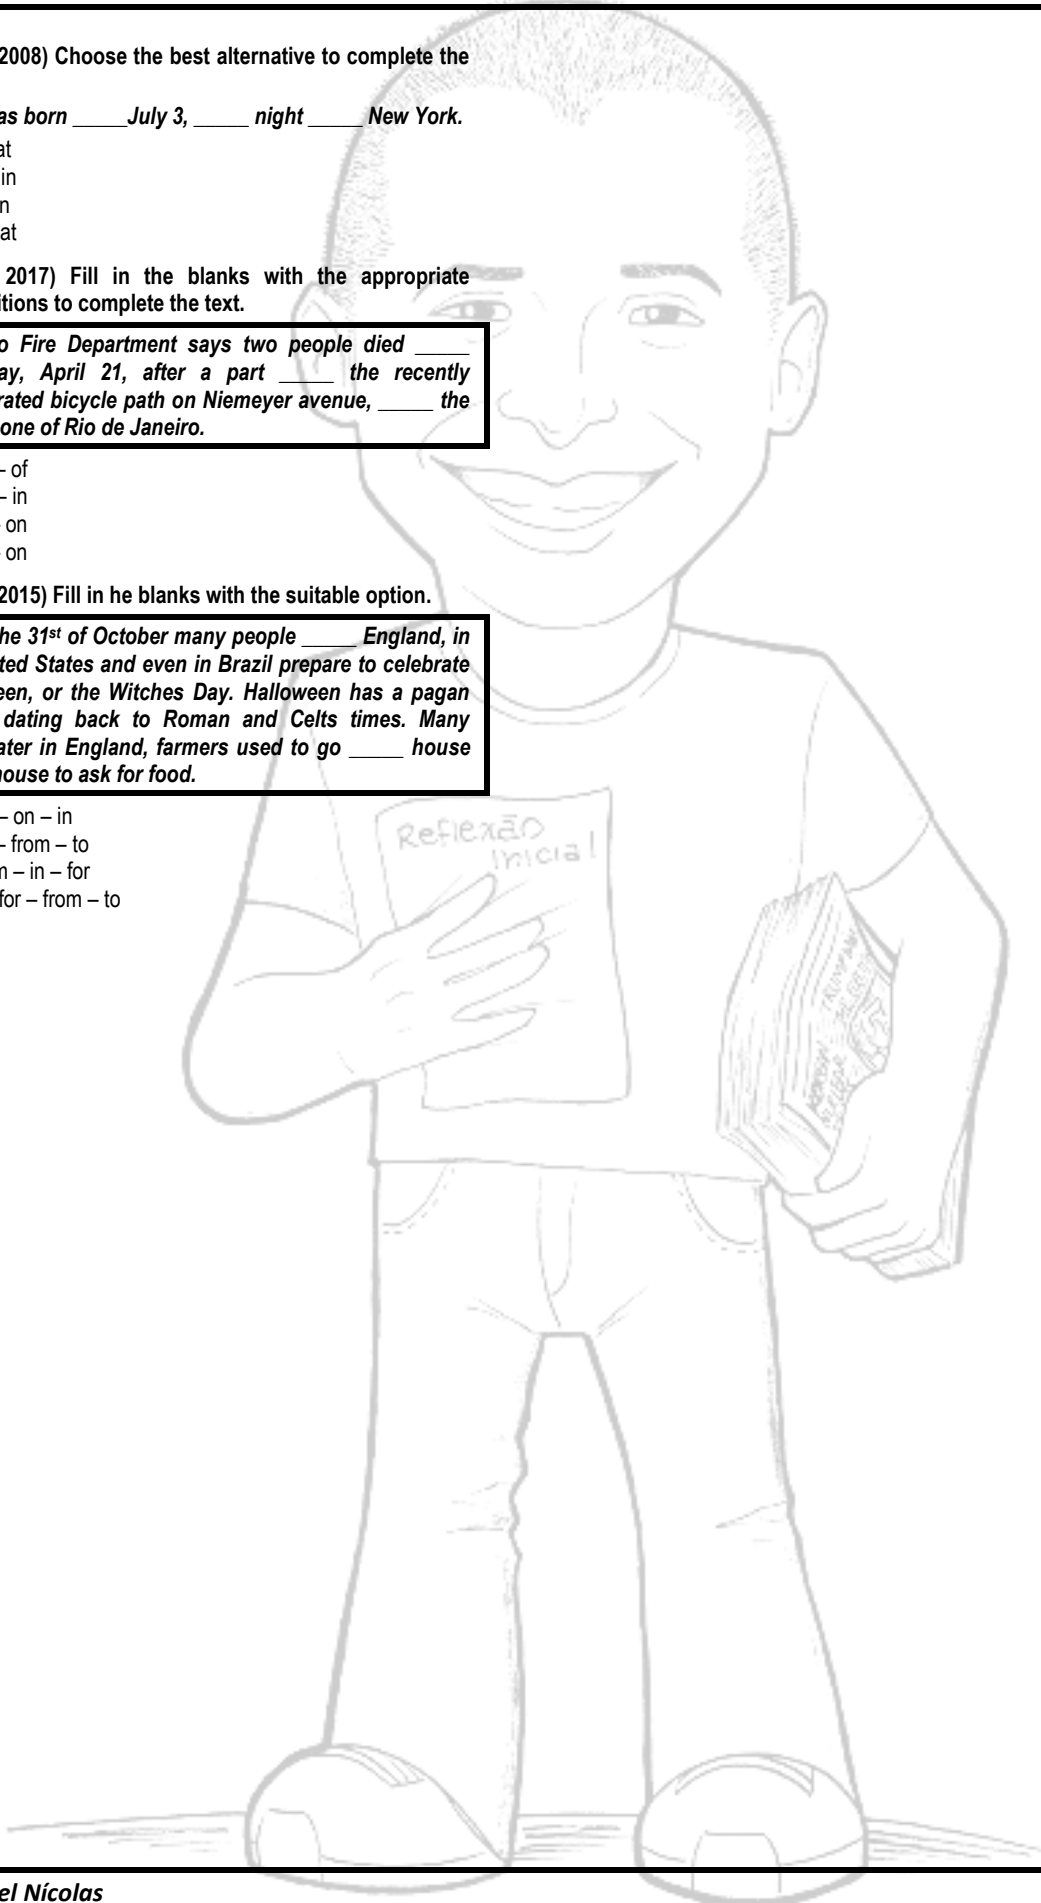 2008) Choose the best alternative to complete the
as born _____July 3, _____ night _____ New York.
at
in
n
at
2017) Fill in the blanks with the appropriate
itions to complete the text.
o Fire Department says two people died _____
ay, April 21, after a part _____ the recently
rated bicycle path on Niemeyer avenue, _____ the
one of Rio de Janeiro.
– of
– in
- on
- on
2015) Fill in he blanks with the suitable option.
he 31st of October many people _____ England, in
ted States and even in Brazil prepare to celebrate
een, or the Witches Day. Halloween has a pagan
dating back to Roman and Celts times. Many
ater in England, farmers used to go _____ house
house to ask for food.
– on – in
– from – to
n – in – for
for – from – to
Reflexão
inicial
el Nícolas